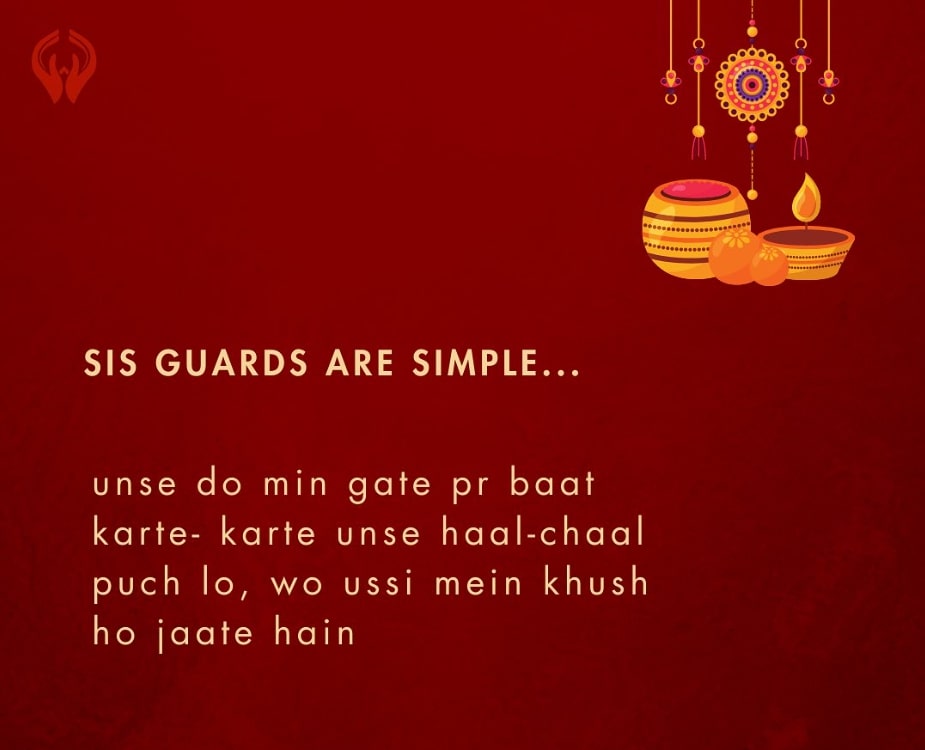 SIS GUARDS ARE SIMPLE...
unse do min gate pr baat
karte- karte unse haal-chaal
puch lo, wo ussi mein khush
ho jaate hain